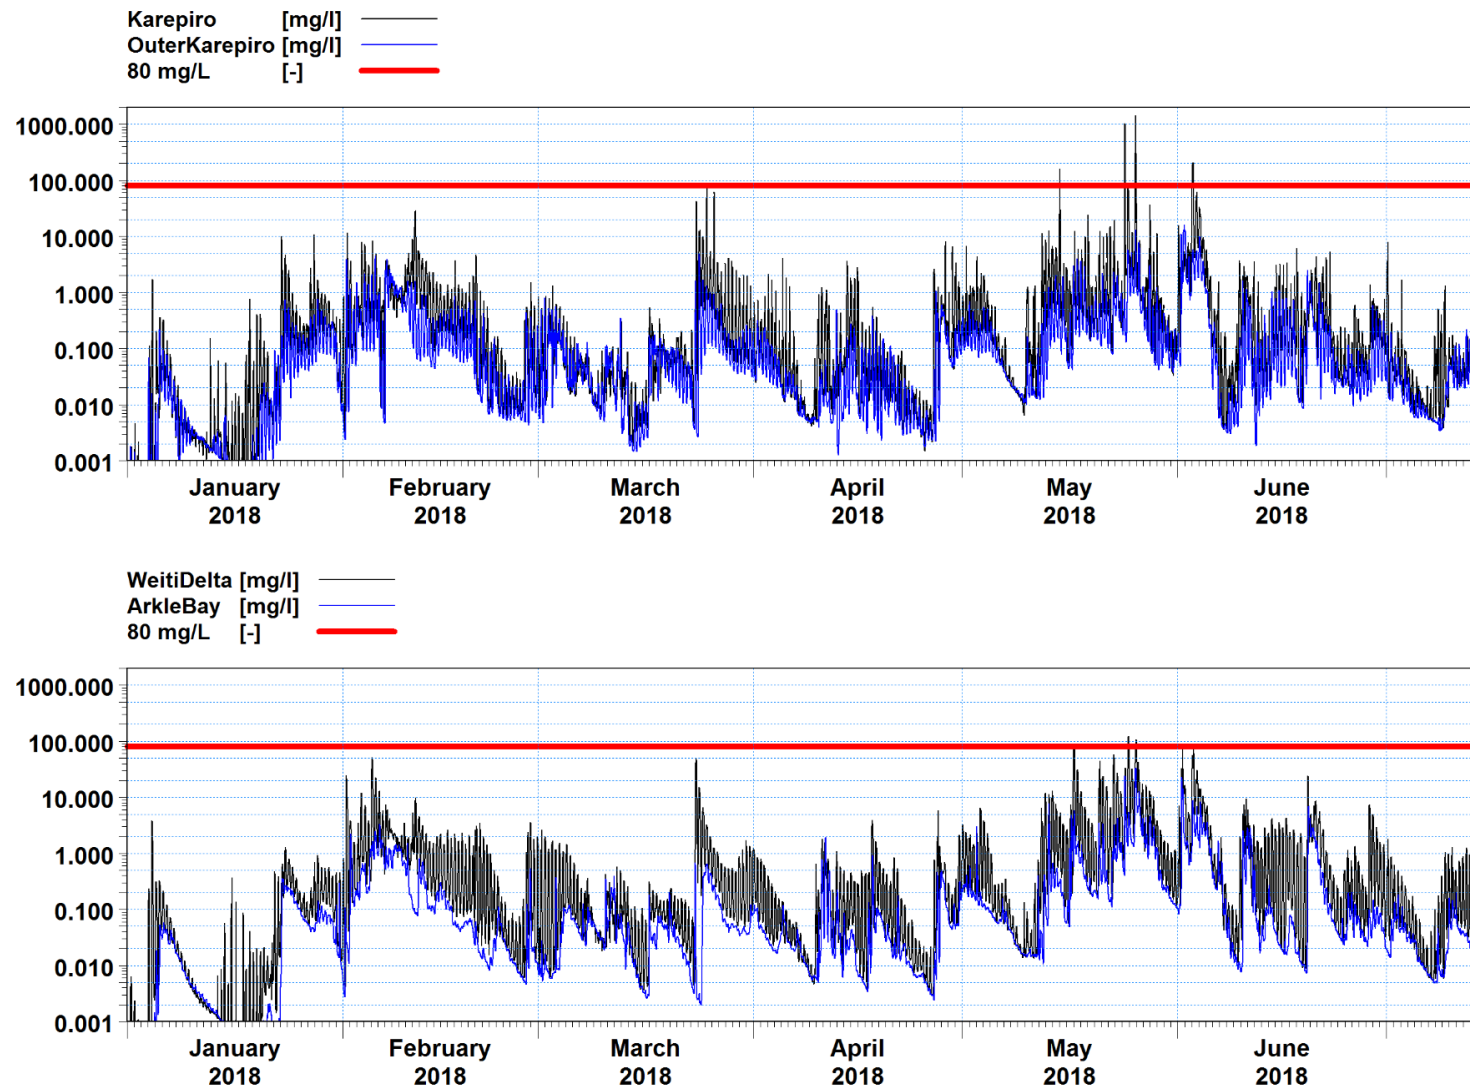 Karepiro [mg/l]
OuterKarepiro [mg/l]
80 mg/L [-]
1000.000
100.000
10.000
1.000
0.100
0.010
0.001
January February March April May June
2018 2018 2018 2018 2018 2018
WeitiDelta [mg/l]
ArkleBay [mg/l]
80 mg/L [-]
1000.000
100.000
10.000
1.000
0.100
0.010
0.001
January February March April May June
2018 2018 2018 2018 2018 2018